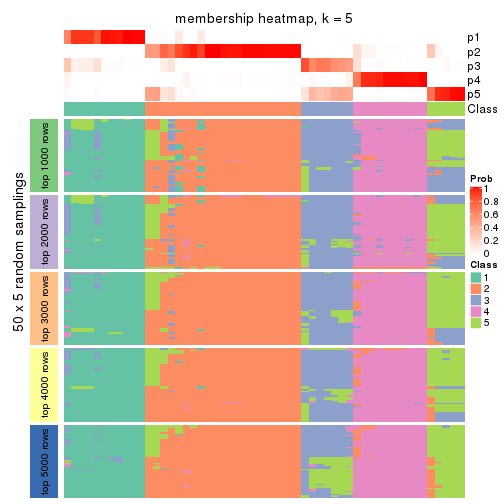 membership heatmap, k = 5
p1
p2
p3
p4
p5
Class
50 x 5 random samplings
top 1000 rows
top 2000 rows
top 3000 rows
top 4000 rows
top 5000 rows
Prob
1
0.8
0.6
0.4
0.2
0
Class
1
2
3
4
5